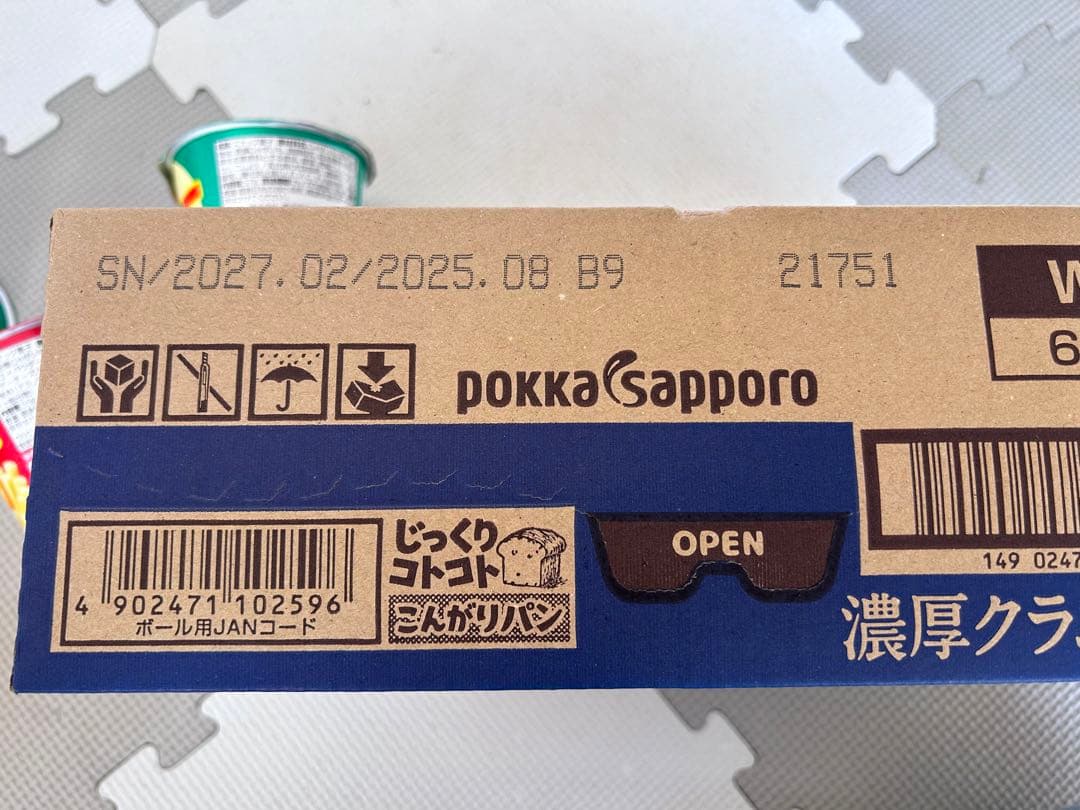 SN/2027.02/2025.08 B9 21751
W
6
pokka sapporo
じっくり
コトコト
こんがりパン
OPEN
4 902471 102596
ボール用JANコード
149 0247
濃厚クラ